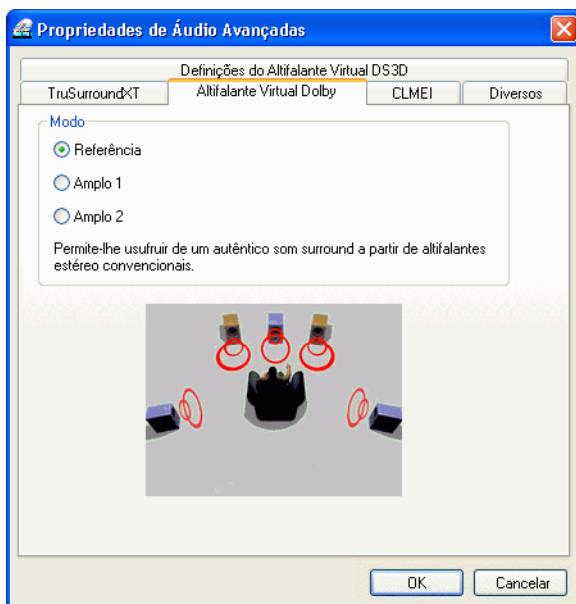 Propriedades de Áudio Avançadas
Definições do Altifalante Virtual DS3D
TruSurroundXT
Altifalante Virtual Dolby
CLMEI
Diversos
Modo
Referência
Amplo 1
Amplo 2
Permite-lhe usufruir de um autêntico som surround a partir de altifalantes
estéreo convencionais.
OK
Cancelar